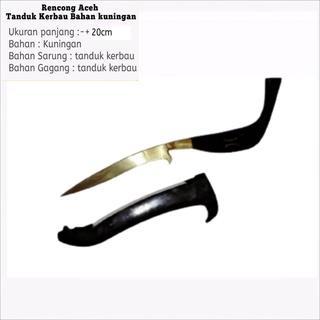 Rencong Aceh
Tanduk Kerbau Bahan kuningan
Ukuran panjang :-+ 20cm
Bahan : Kuningan
Bahan Sarung : tanduk kerbau
Bahan Gagang : tanduk kerbau